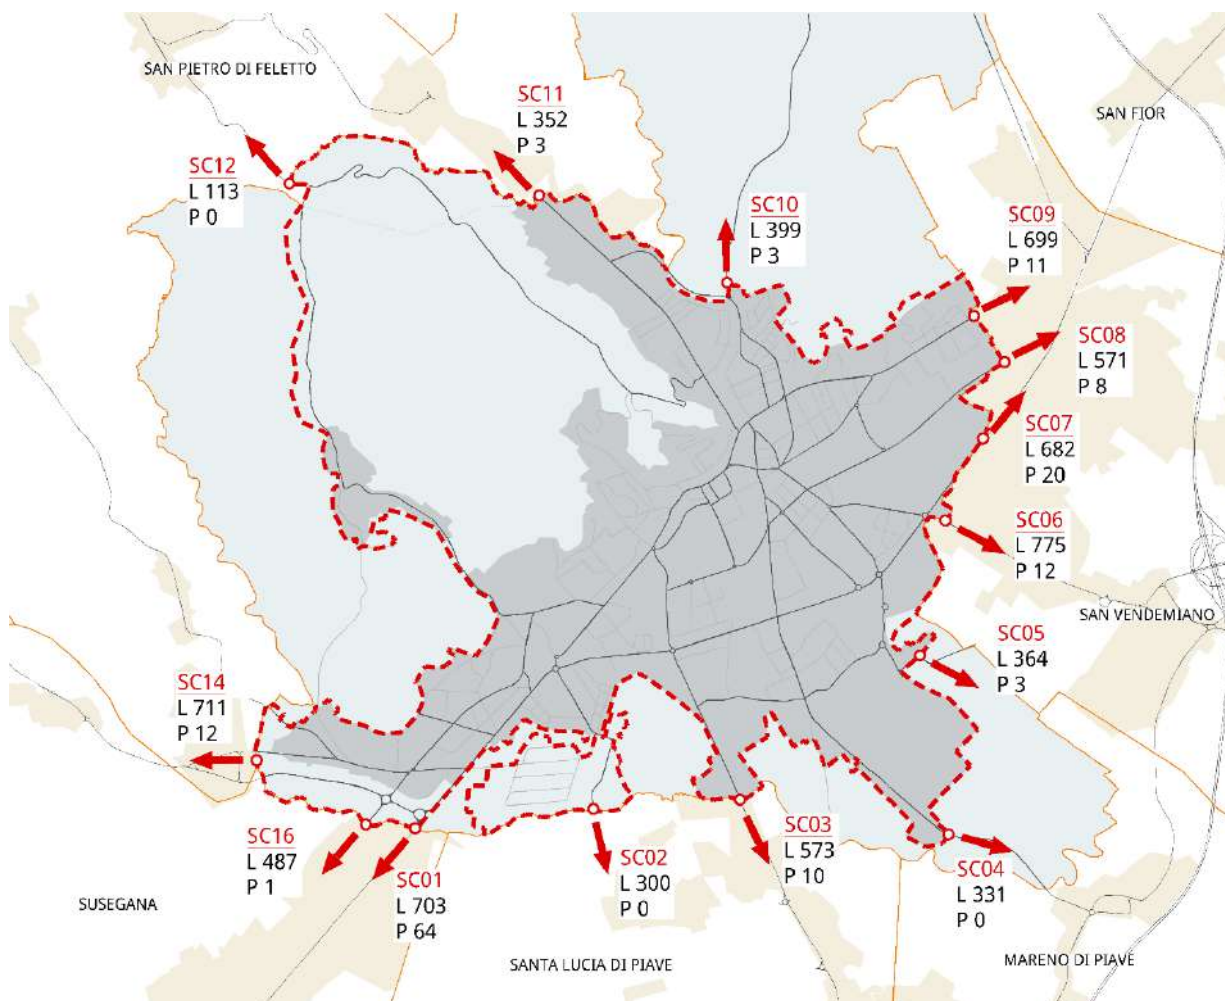 SAN PIETRO DI FELETTO
SC11
L 352
P 3
SAN FIOR
SC12
L 113
P 0
SC10
L 399
P 3
SC09
L 699
P 11
SC08
L 571
P 8
SC07
L 682
P 20
SC06
L 775
P 12
SAN VENDEMIANO
SC05
L 364
P 3
SC14
L 711
P 12
SC16
L 487
P 1
SC01
L 703
P 64
SC02
L 300
P 0
SC03
L 573
P 10
SC04
L 331
P 0
SUSEGANA
SANTA LUCIA DI PIAVE
MARENO DI PIAVE